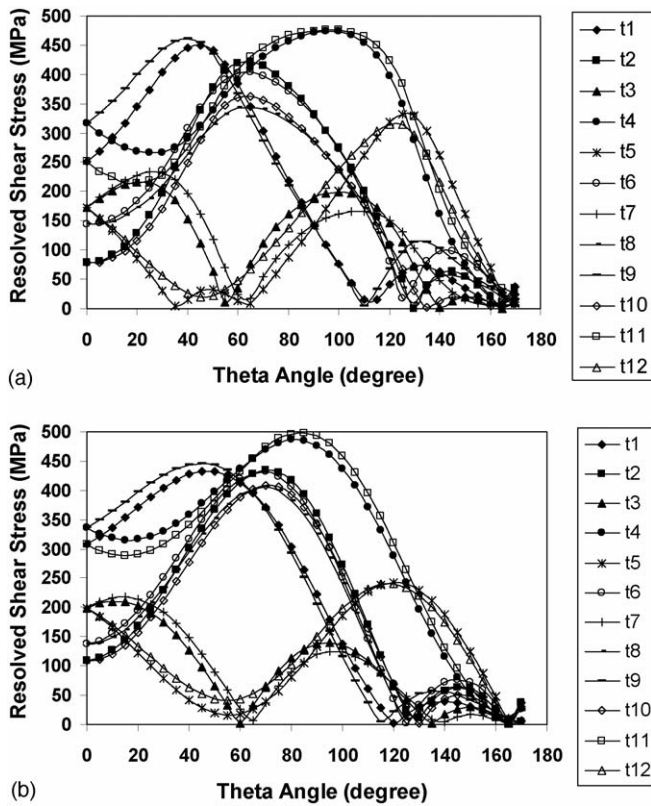 (a)
Resolved Shear Stress (MPa)
500
450
400
350
300
250
200
150
100
50
0
0 20 40 60 80 100 120 140 160 180
Theta Angle (degree)
t1
t2
t3
t4
t5
t6
t7
t8
t9
t10
t11
t12
(b)
Resolved Shear Stress (MPa)
500
450
400
350
300
250
200
150
100
50
0
0 20 40 60 80 100 120 140 160 180
Theta Angle (degree)
t1
t2
t3
t4
t5
t6
t7
t8
t9
t10
t11
t12